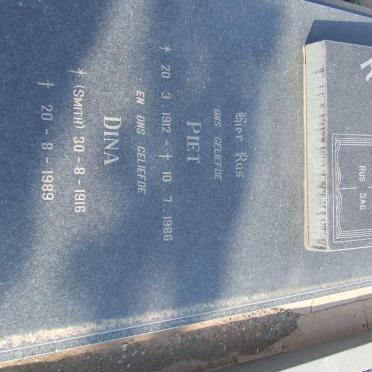 RUS SAG
Hier Rus
ONS GELIEFDE
PIET
* 20. 3. 1912 - † 10. 7. 1986
EN ONS GELIEFDE
DINA
* (SMITH) 30 - 8 - 1916
† 20 - 8 - 1989